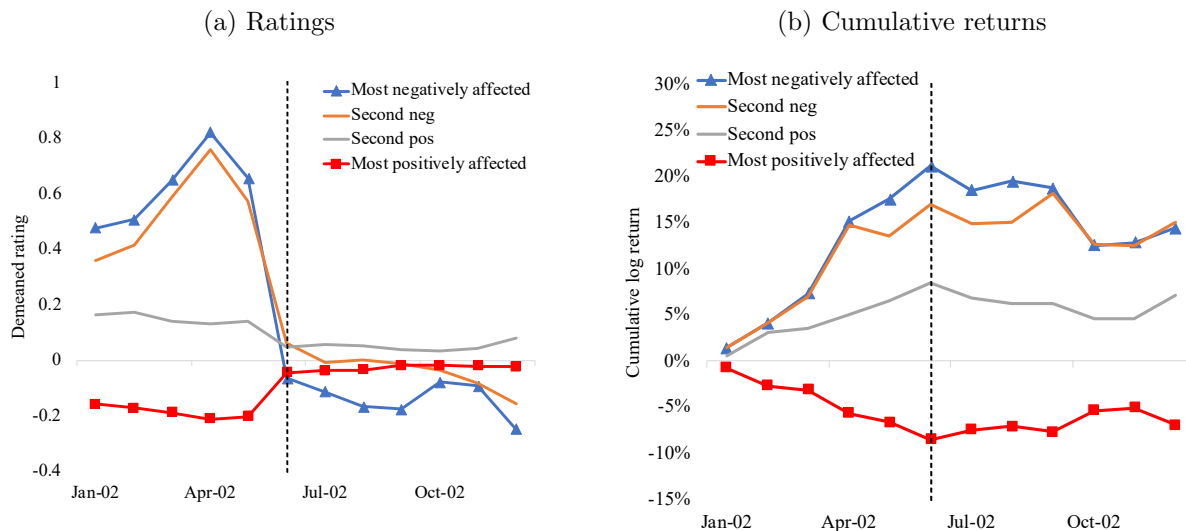 (a) Ratings
1
0.8
0.6
0.4
0.2
0
-0.2
-0.4
Demeaned rating
Most negatively affected
Second neg
Second pos
Most positively affected
Jan-02
Apr-02
Jul-02
Oct-02
(b) Cumulative returns
30%
25%
20%
15%
10%
5%
0%
-5%
-10%
-15%
Cumulative log return
Most negatively affected
Second neg
Second pos
Most positively affected
Jan-02
Apr-02
Jul-02
Oct-02